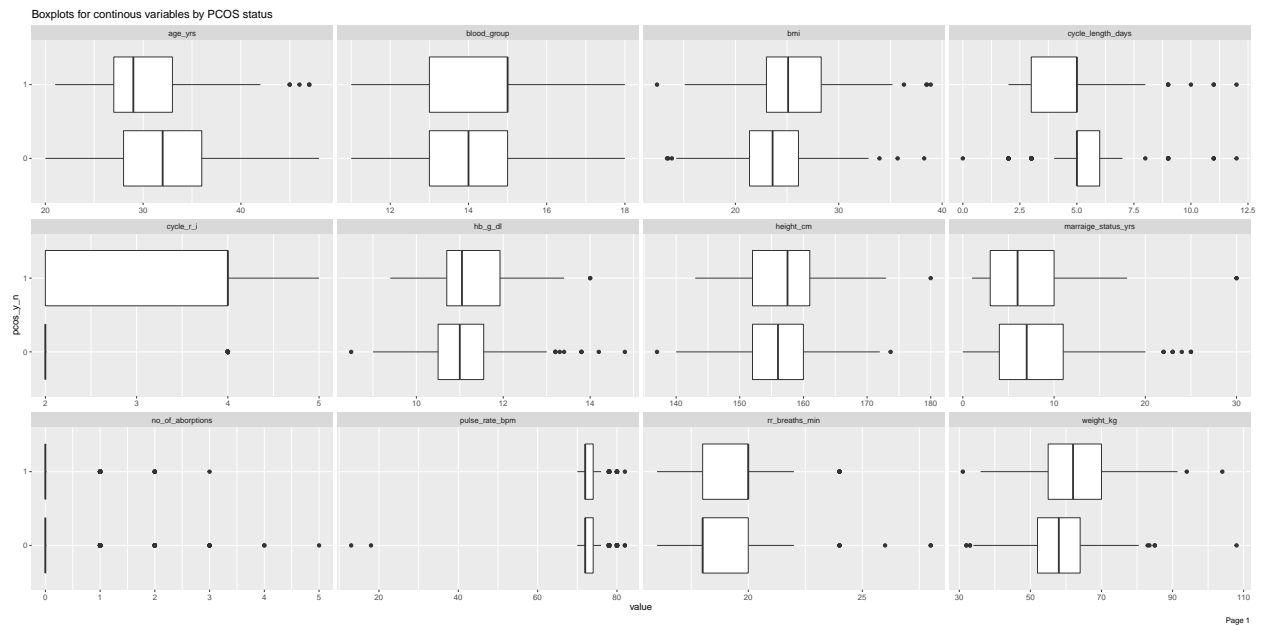 Boxplots for continous variables by PCOS status
age_yrs blood_group bmi cycle_length_days
1
0
20 30 40 12 14 16 18 20 30 40 0.0 2.5 5.0 7.5 10.0 12.5
cycle_r_i hb_g_dl height_cm marraige_status_yrs
1
pcos_y_n
0
2 3 4 5 10 12 14 140 150 160 170 180 0 10 20 30
no_of_aborptions pulse_rate_bpm rr_breaths_min weight_kg
1
0
0 1 2 3 4 5 20 40 60 80 20 25 30 50 70 90 110
value
Page 1